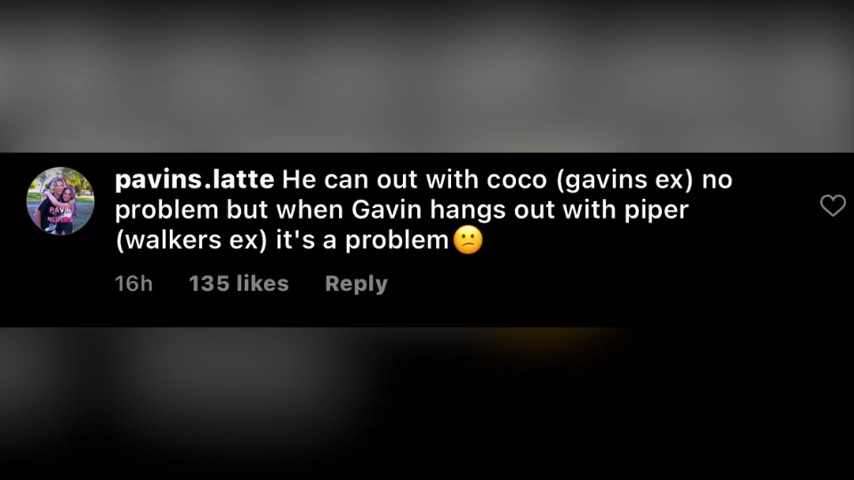 pavins.latte He can out with coco (gavins ex) no
problem but when Gavin hangs out with piper
(walkers ex) it's a problem😕
16h 135 likes Reply